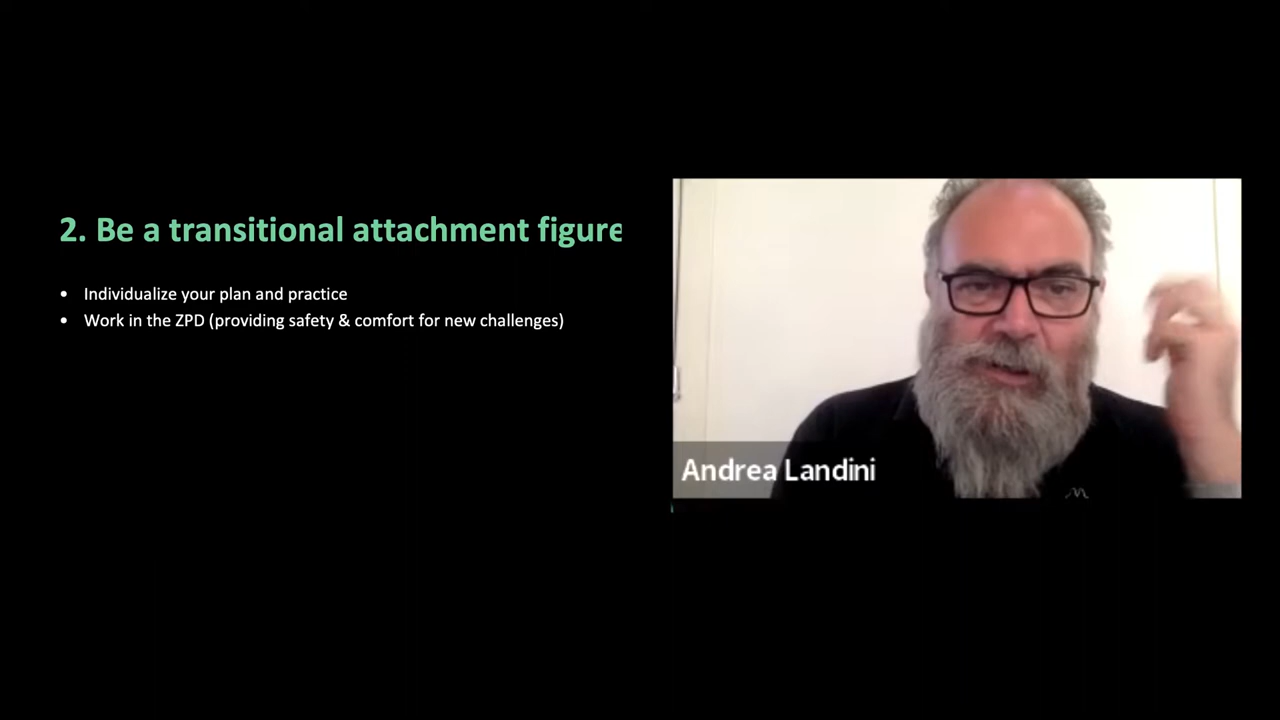 2. Be a transitional attachment figure
• Individualize your plan and practice
• Work in the ZPD (providing safety & comfort for new challenges)
Andrea Landini